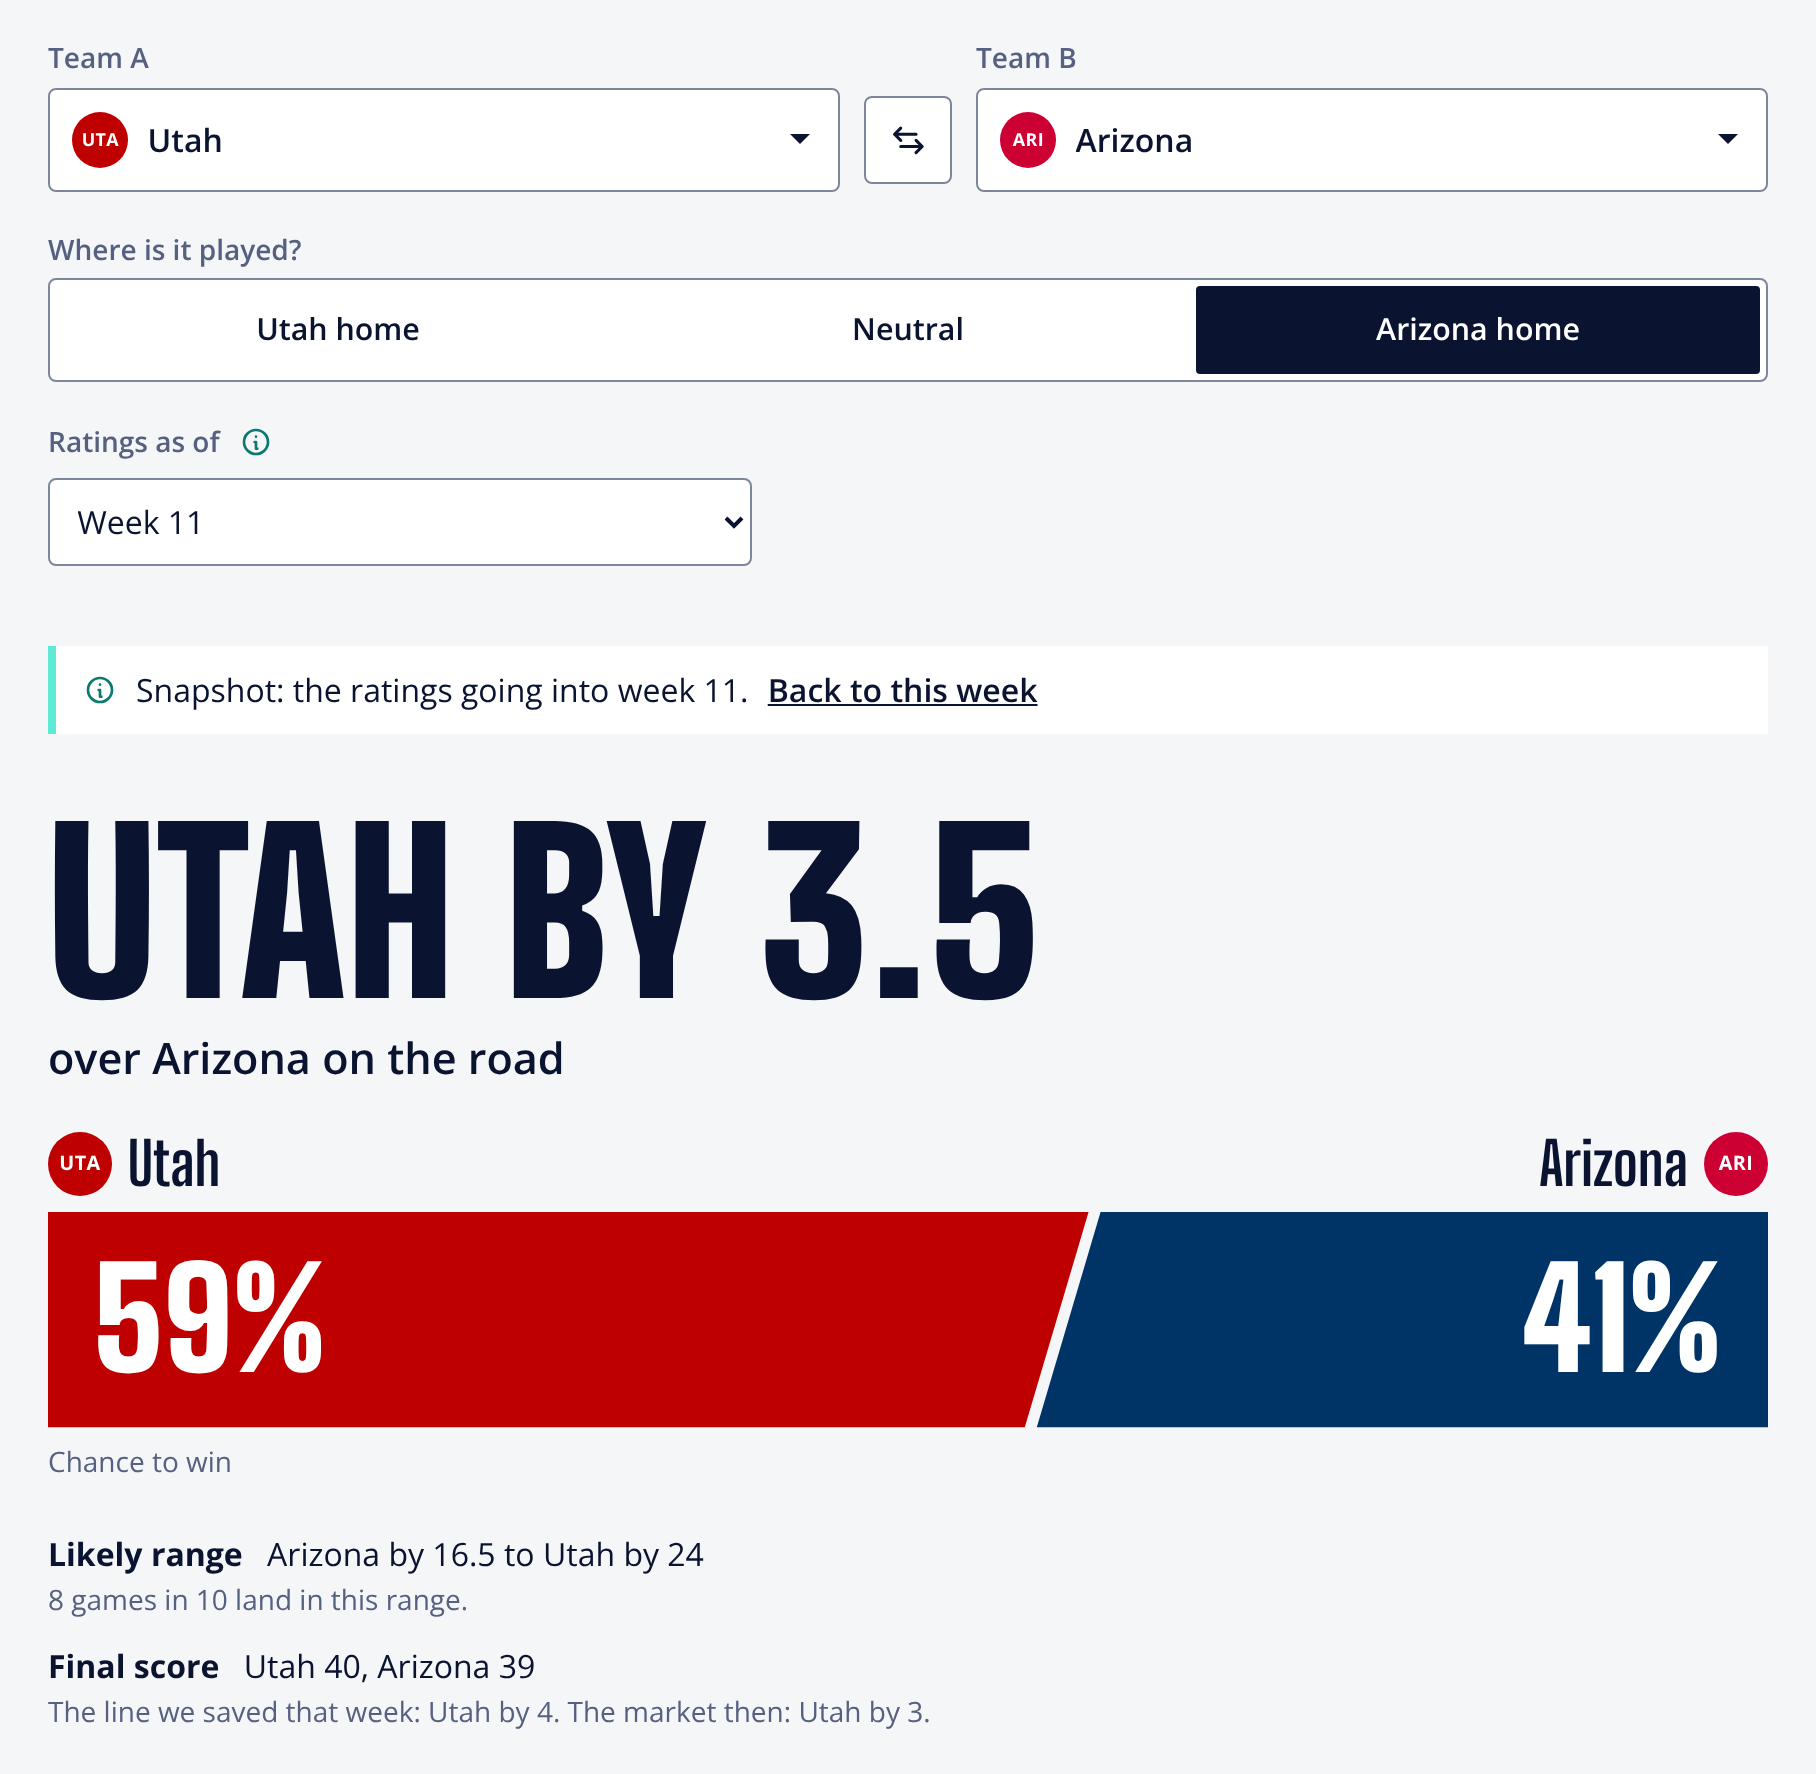 Team A
Team B
UTA Utah
ARI Arizona
Where is it played?
Utah home
Neutral
Arizona home
Ratings as of
Week 11
Snapshot: the ratings going into week 11. Back to this week
UTAH BY 3.5
over Arizona on the road
UTA Utah
Arizona ARI
59%
41%
Chance to win
Likely range Arizona by 16.5 to Utah by 24
8 games in 10 land in this range.
Final score Utah 40, Arizona 39
The line we saved that week: Utah by 4. The market then: Utah by 3.